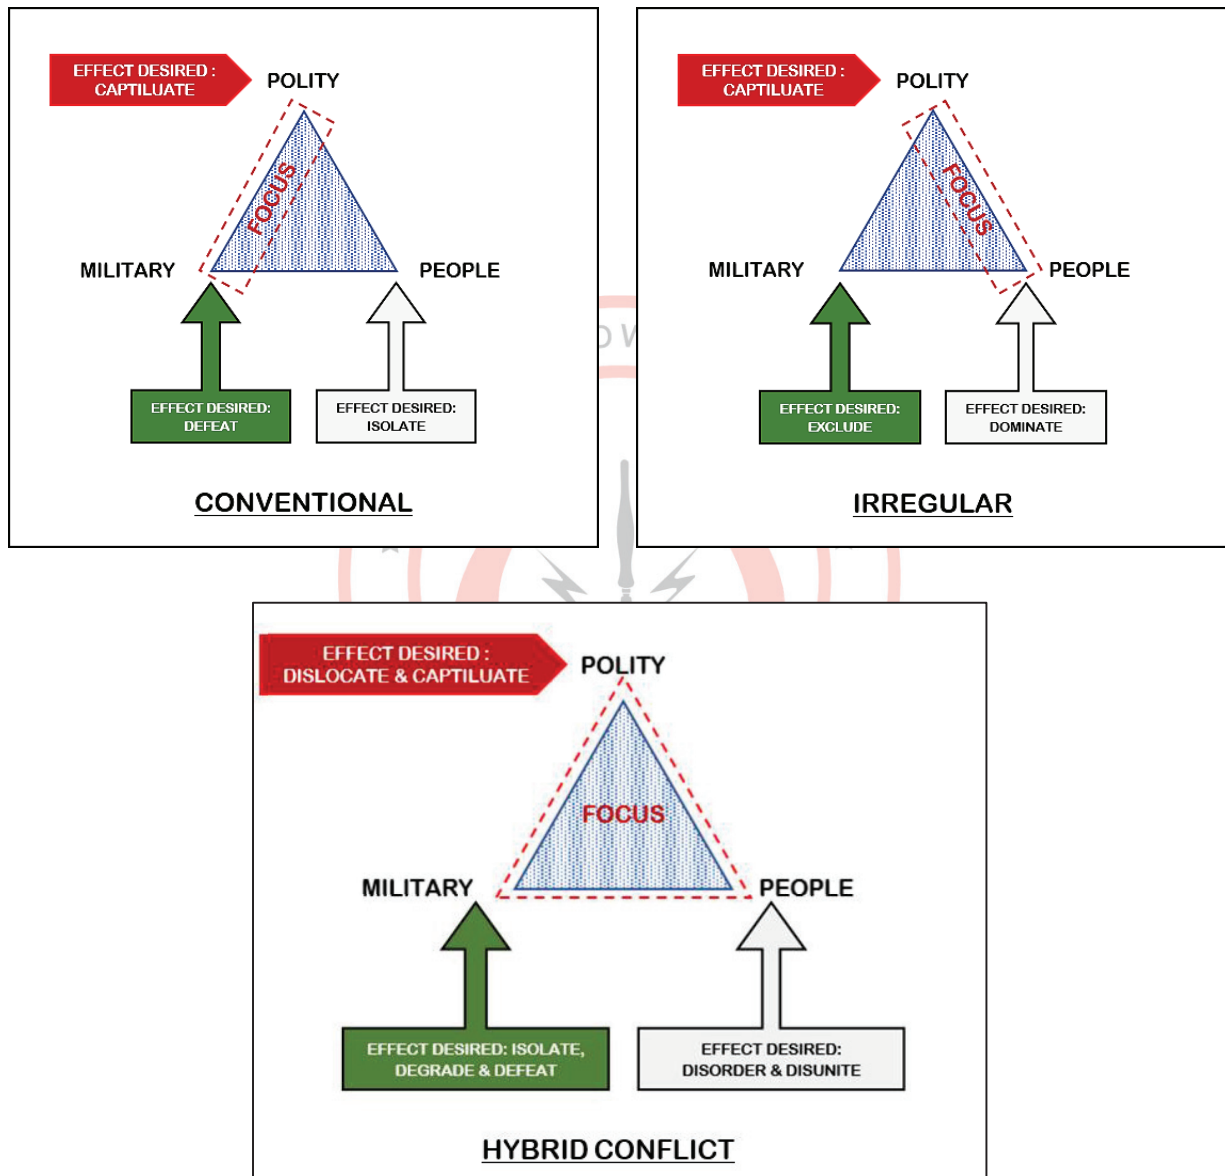 EFFECT DESIRED :
CAPTILUATE
POLITY
FOCUS
MILITARY
PEOPLE
EFFECT DESIRED:
DEFEAT
EFFECT DESIRED:
ISOLATE
CONVENTIONAL
EFFECT DESIRED :
CAPTILUATE
POLITY
FOCUS
MILITARY
PEOPLE
EFFECT DESIRED:
EXCLUDE
EFFECT DESIRED:
DOMINATE
IRREGULAR
EFFECT DESIRED :
DISLOCATE & CAPTILUATE
POLITY
FOCUS
MILITARY
PEOPLE
EFFECT DESIRED: ISOLATE,
DEGRADE & DEFEAT
EFFECT DESIRED:
DISORDER & DISUNITE
HYBRID CONFLICT